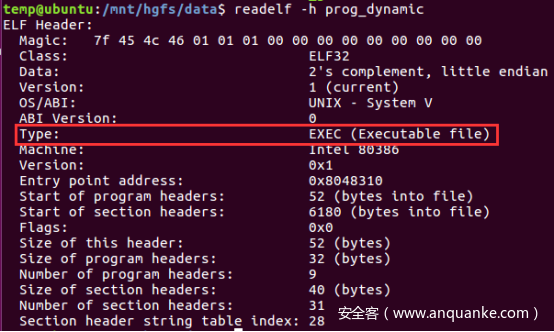 temp@ubuntu:/mnt/hgfs/data$ readelf -h prog_dynamic
ELF Header:
Magic: 7f 45 4c 46 01 01 01 00 00 00 00 00 00 00 00 00
Class: ELF32
Data: 2's complement, little endian
Version: 1 (current)
OS/ABI: UNIX - System V
ABI Version: 0
Type: EXEC (Executable file)
Machine: Intel 80386
Version: 0x1
Entry point address: 0x8048310
Start of program headers: 52 (bytes into file)
Start of section headers: 6180 (bytes into file)
Flags: 0x0
Size of this header: 52 (bytes)
Size of program headers: 32 (bytes)
Number of program headers: 9
Size of section headers: 40 (bytes)
Number of section headers: 31
Section header string table index: 28
安全客(www.anquanke.com)